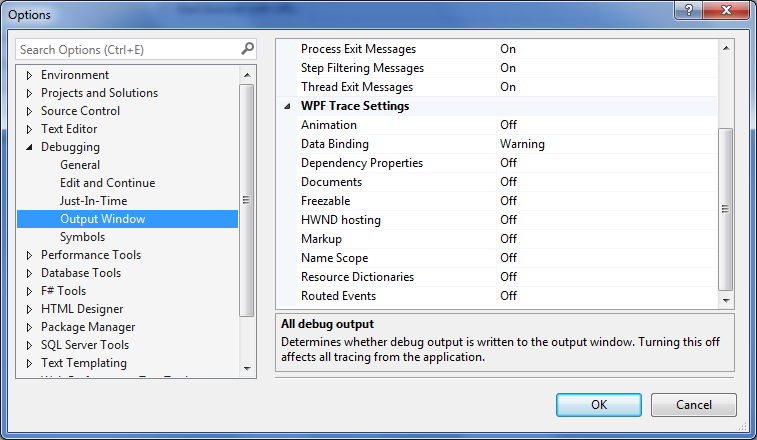 Options
?
Search Options (Ctrl+E)
Environment
Projects and Solutions
Source Control
Text Editor
Debugging
General
Edit and Continue
Just-In-Time
Output Window
Symbols
Performance Tools
Database Tools
F# Tools
HTML Designer
Package Manager
SQL Server Tools
Text Templating
Process Exit Messages On
Step Filtering Messages On
Thread Exit Messages On
WPF Trace Settings
Animation Off
Data Binding Warning
Dependency Properties Off
Documents Off
Freezable Off
HWND hosting Off
Markup Off
Name Scope Off
Resource Dictionaries Off
Routed Events Off
All debug output
Determines whether debug output is written to the output window. Turning this off
affects all tracing from the application.
OK
Cancel